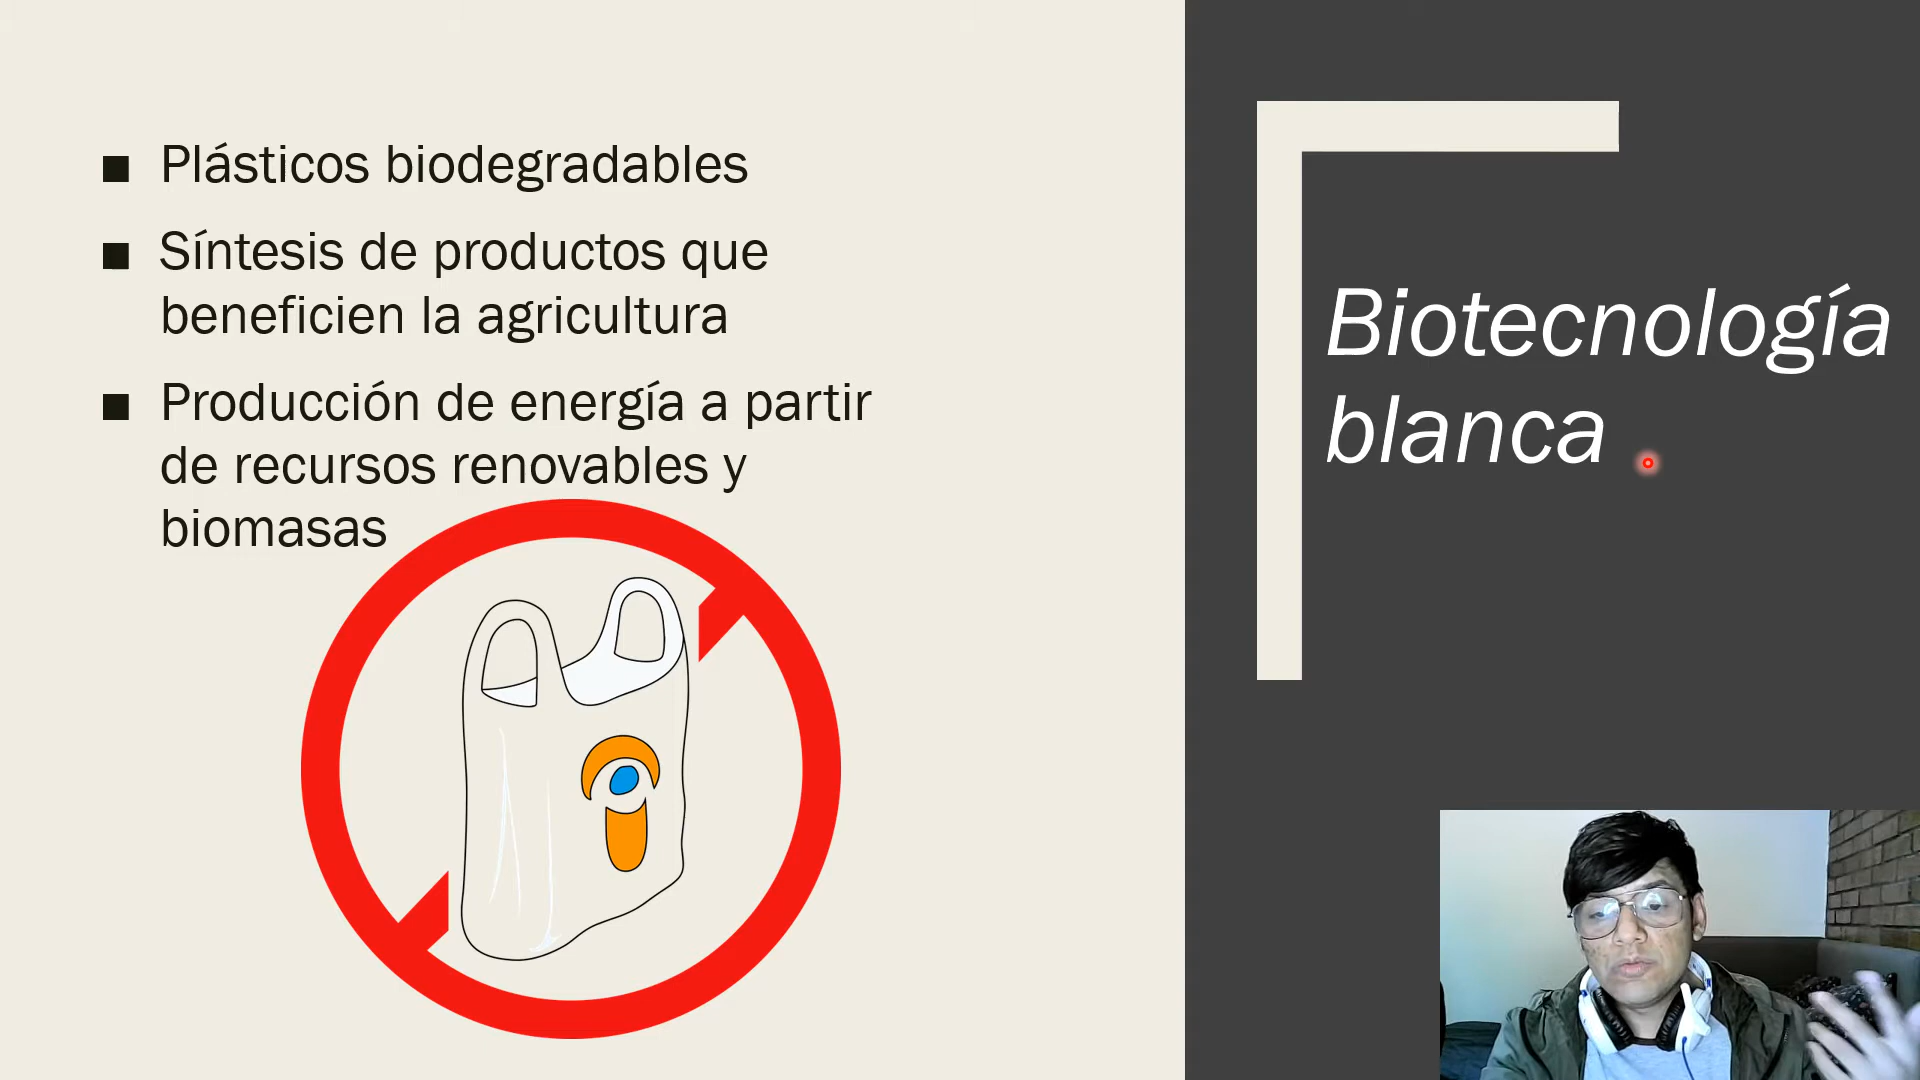 Plásticos biodegradables
Síntesis de productos que
beneficien la agricultura
Producción de energía a partir
de recursos renovables y
biomasas
Biotecnología
blanca